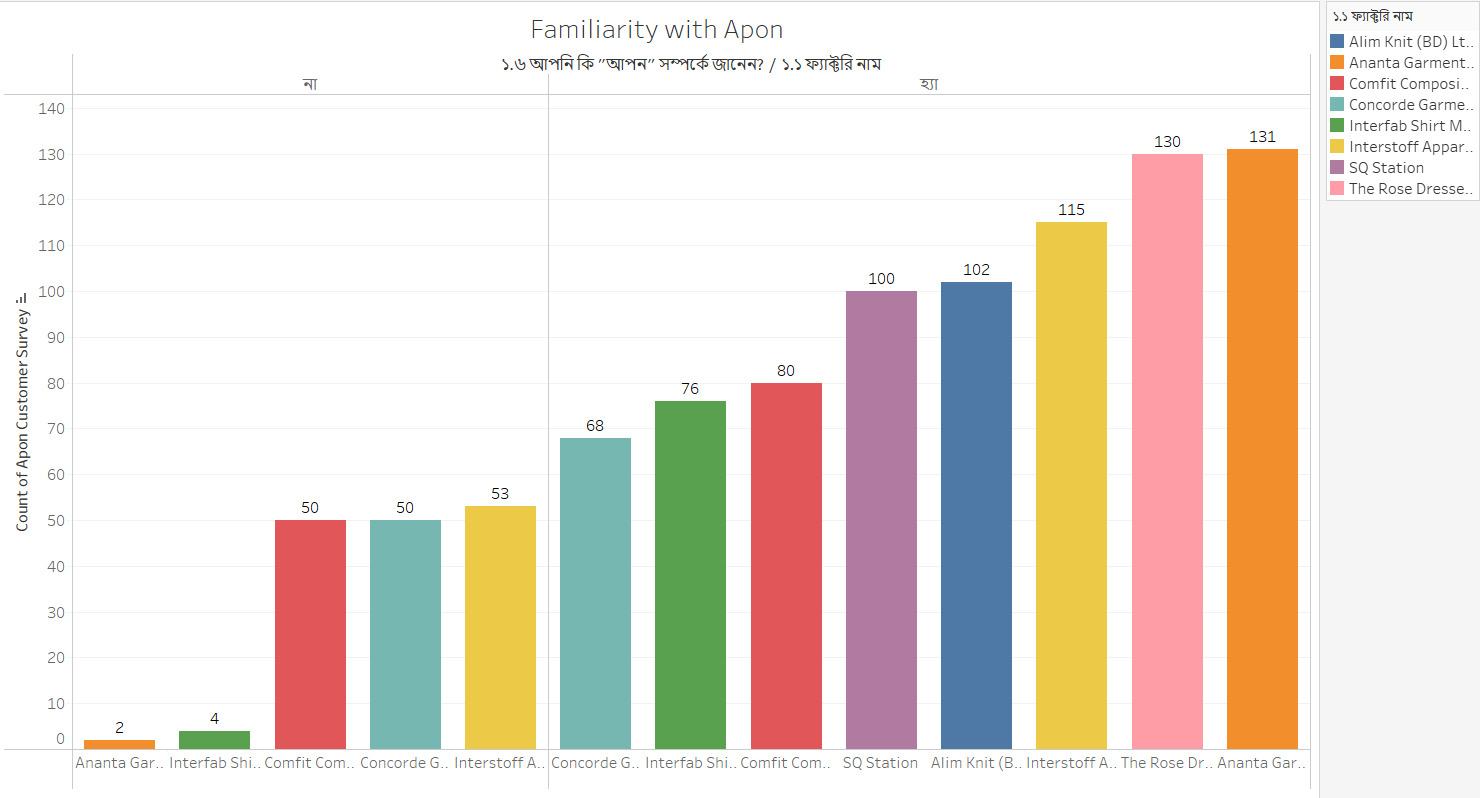 Familiarity with Apon
১.৬ আপনি কি "আপন" সম্পর্কে জানেন? / ১.১ ফ্যাক্টরি নাম
না
হ্যা
Count of Apon Customer Survey
140
130
120
110
100
90
80
70
60
50
40
30
20
10
0
2
4
50
50
53
68
76
80
100
102
115
130
131
Ananta Gar..
Interfab Shi..
Comfit Com..
Concorde G..
Interstoff A..
Concorde G..
Interfab Shi..
Comfit Com..
SQ Station
Alim Knit (B..
Interstoff A..
The Rose Dr..
Ananta Gar..
১.১ ফ্যাক্টরি নাম
Alim Knit (BD) Lt..
Ananta Garment..
Comfit Composi..
Concorde Garme..
Interfab Shirt M..
Interstoff Appar..
SQ Station
The Rose Dresse..